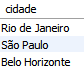 cidade
Rio de Janeiro
São Paulo
Belo Horizonte